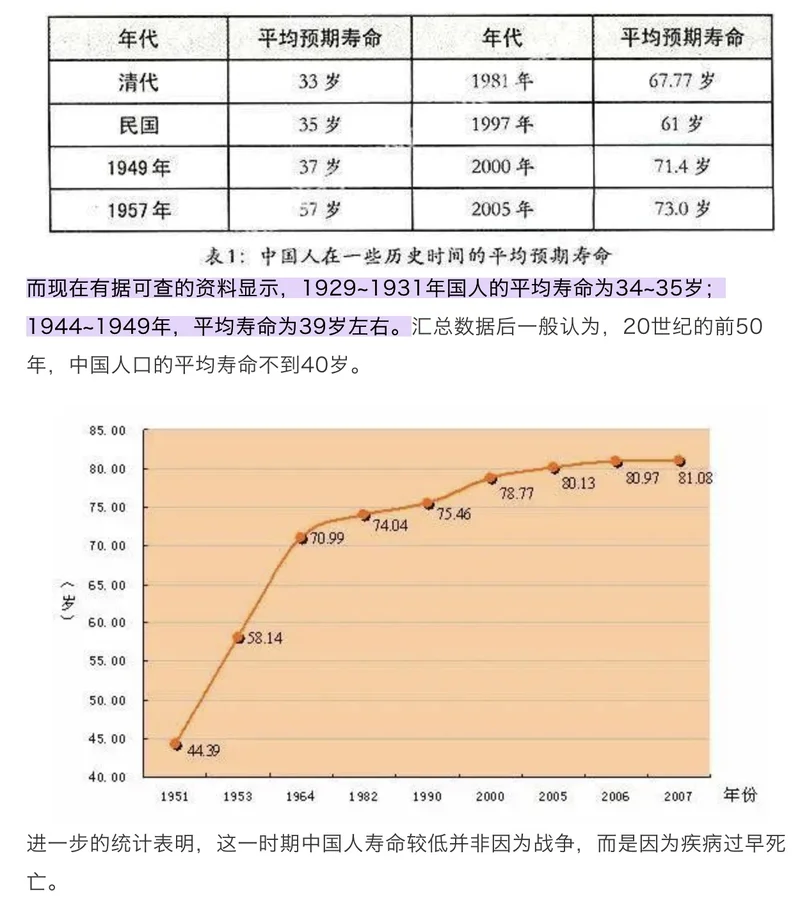 年代 平均预期寿命 年代 平均预期寿命
清代 33 岁 1981 年 67.77 岁
民国 35 岁 1997 年 61 岁
1949 年 37 岁 2000 年 71.4 岁
1957 年 57 岁 2005 年 73.0 岁
表1：中国人在一些历史时间的平均预期寿命
而现在有据可查的资料显示，1929~1931年国人的平均寿命为34~35岁；
1944~1949年，平均寿命为39岁左右。汇总数据后一般认为，20世纪的前50
年，中国人口的平均寿命不到40岁。
85.00
80.00
75.00
70.00
65.00
60.00
55.00
50.00
45.00
40.00
（岁）
44.39
58.14
70.99
74.04
75.46
78.77
80.13
80.97
81.08
1951 1953 1964 1982 1990 2000 2005 2006 2007 年份
进一步的统计表明，这一时期中国人寿命较低并非因为战争，而是因为疾病过早死
亡。